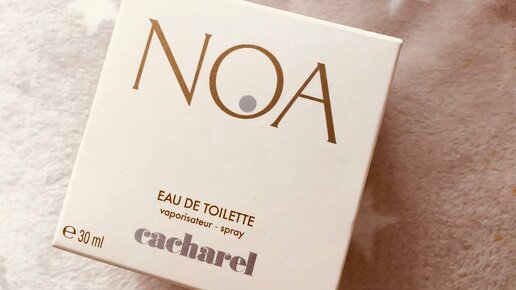 NOA
EAU DE TOILETTE
vaporisateur - spray
℮ 30 ml
cacharel